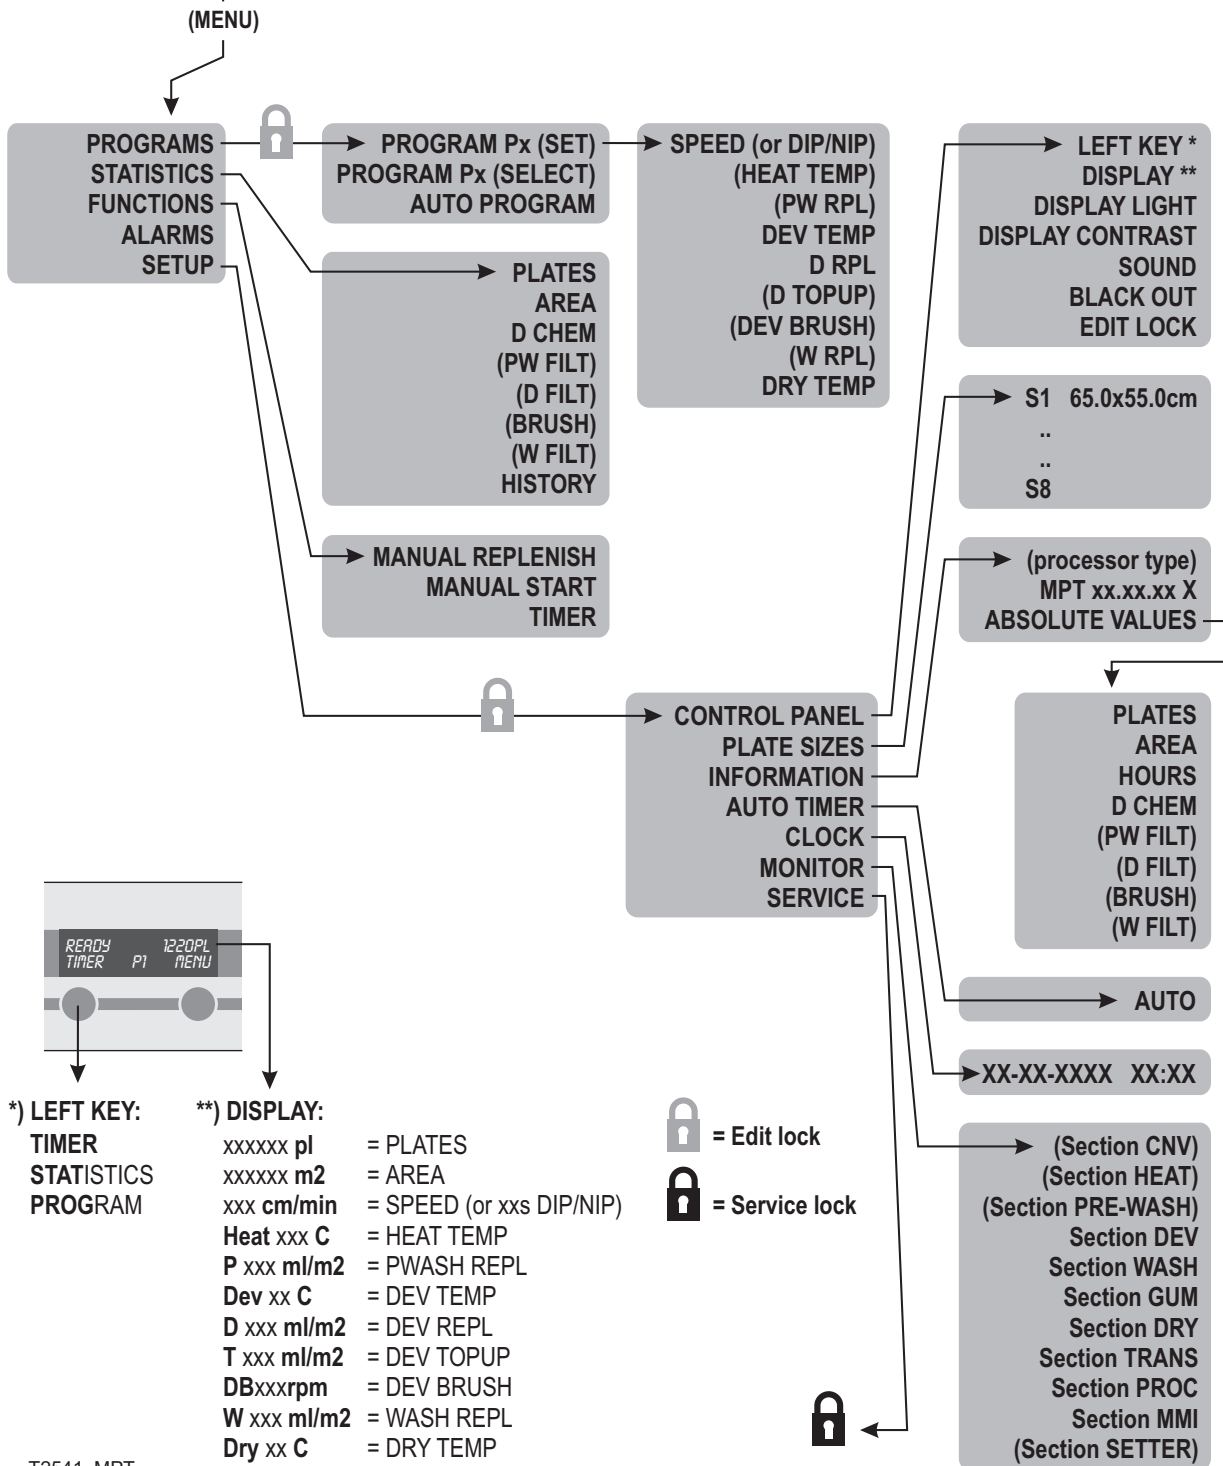 (MENU)
PROGRAMS
STATISTICS
FUNCTIONS
ALARMS
SETUP
PROGRAM Px (SET)
PROGRAM Px (SELECT)
AUTO PROGRAM
SPEED (or DIP/NIP)
(HEAT TEMP)
(PW RPL)
DEV TEMP
D RPL
(D TOPUP)
(DEV BRUSH)
(W RPL)
DRY TEMP
LEFT KEY *
DISPLAY **
DISPLAY LIGHT
DISPLAY CONTRAST
SOUND
BLACK OUT
EDIT LOCK
PLATES
AREA
D CHEM
(PW FILT)
(D FILT)
(BRUSH)
(W FILT)
HISTORY
S1 65.0x55.0cm
..
..
S8
MANUAL REPLENISH
MANUAL START
TIMER
(processor type)
MPT xx.xx.xx X
ABSOLUTE VALUES
CONTROL PANEL
PLATE SIZES
INFORMATION
AUTO TIMER
CLOCK
MONITOR
SERVICE
PLATES
AREA
HOURS
D CHEM
(PW FILT)
(D FILT)
(BRUSH)
(W FILT)
AUTO
XX-XX-XXXX XX:XX
(Section CNV)
(Section HEAT)
(Section PRE-WASH)
Section DEV
Section WASH
Section GUM
Section DRY
Section TRANS
Section PROC
Section MMI
(Section SETTER)
READY 1220PL
TIMER P1 MENU
*) LEFT KEY:
TIMER
STATISTICS
PROGRAM
**) DISPLAY:
xxxxxx pl = PLATES
xxxxxx m2 = AREA
xxx cm/min = SPEED (or xxs DIP/NIP)
Heat xxx C = HEAT TEMP
P xxx ml/m2 = PWASH REPL
Dev xx C = DEV TEMP
D xxx ml/m2 = DEV REPL
T xxx ml/m2 = DEV TOPUP
DBxxxrpm = DEV BRUSH
W xxx ml/m2 = WASH REPL
Dry xx C = DRY TEMP
= Edit lock
= Service lock